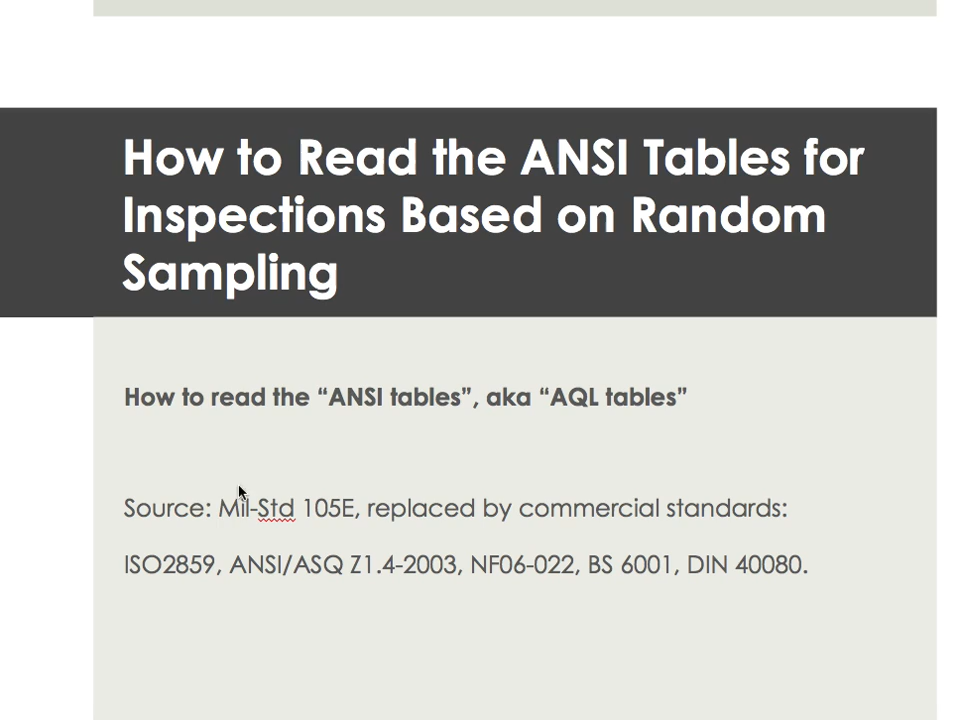 How to Read the ANSI Tables for
Inspections Based on Random
Sampling
How to read the “ANSI tables”, aka “AQL tables”
Source: Mil-Std 105E, replaced by commercial standards:
ISO2859, ANSI/ASQ Z1.4-2003, NF06-022, BS 6001, DIN 40080.